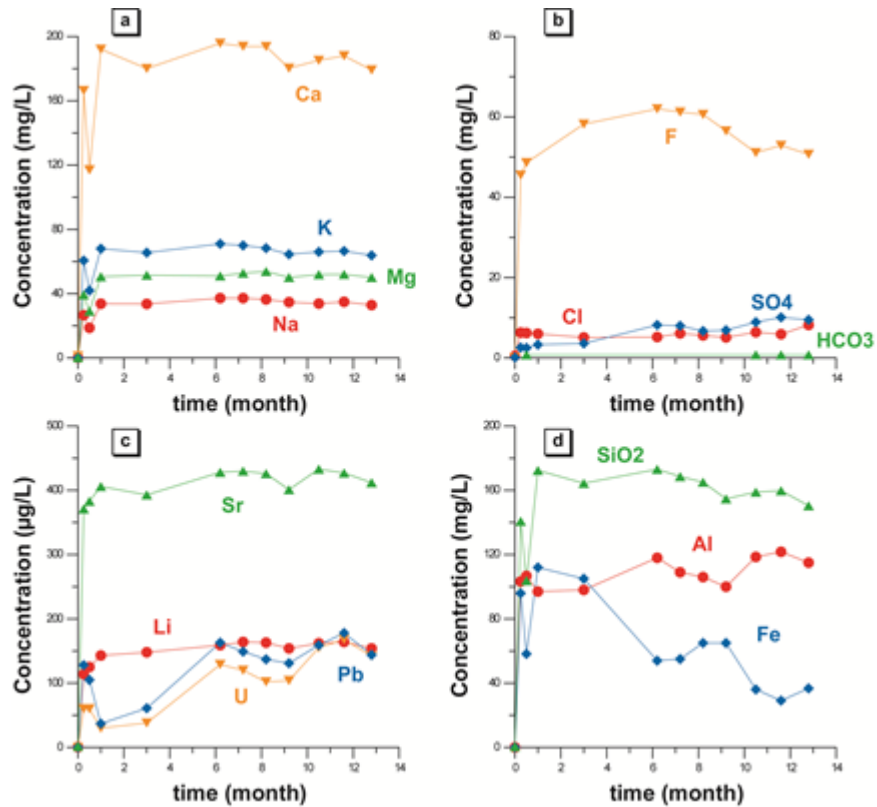 a
Concentration (mg/L)
200
160
120
80
40
0
Ca
K
Mg
Na
0 2 4 6 8 10 12 14
time (month)
b
Concentration (mg/L)
80
60
40
20
0
F
Cl
SO4
HCO3
0 2 4 6 8 10 12 14
time (month)
c
Concentration (µg/L)
500
400
300
200
100
0
Sr
Li
Pb
U
0 2 4 6 8 10 12 14
time (month)
d
Concentration (mg/L)
200
160
120
80
40
0
SiO2
Al
Fe
0 2 4 6 8 10 12 14
time (month)